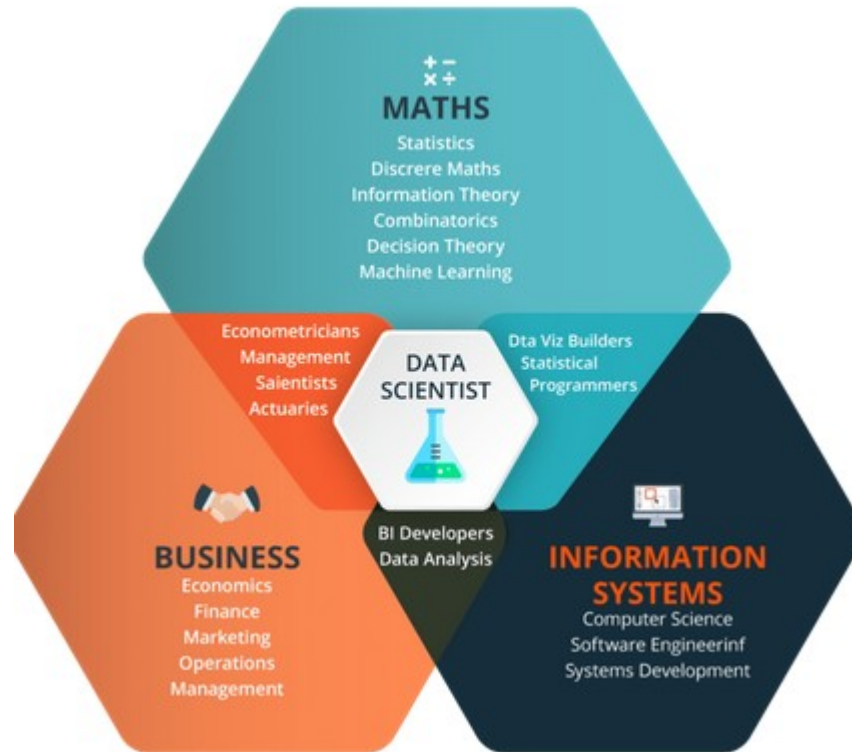 MATHS
Statistics
Discrere Maths
Information Theory
Combinatorics
Decision Theory
Machine Learning
Econometricians
Management
Saientists
Actuaries
DATA
SCIENTIST
Dta Viz Builders
Statistical
Programmers
BI Developers
Data Analysis
BUSINESS
Economics
Finance
Marketing
Operations
Management
INFORMATION
SYSTEMS
Computer Science
Software Engineerinf
Systems Development